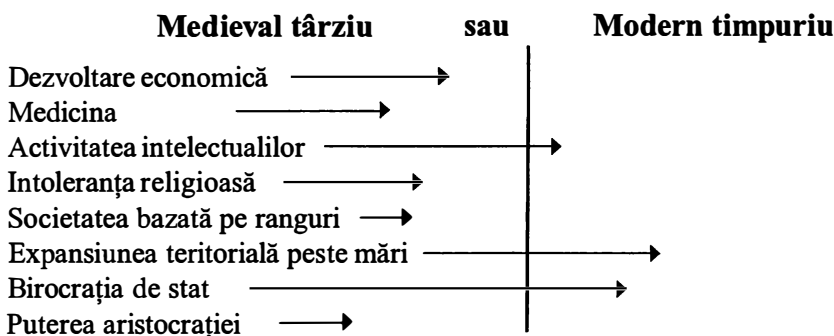 Medieval târziu sau Modern timpuriu
Dezvoltare economică
Medicina
Activitatea intelectualilor
Intoleranța religioasă
Societatea bazată pe ranguri
Expansiunea teritorială peste mări
Birocrația de stat
Puterea aristocrației